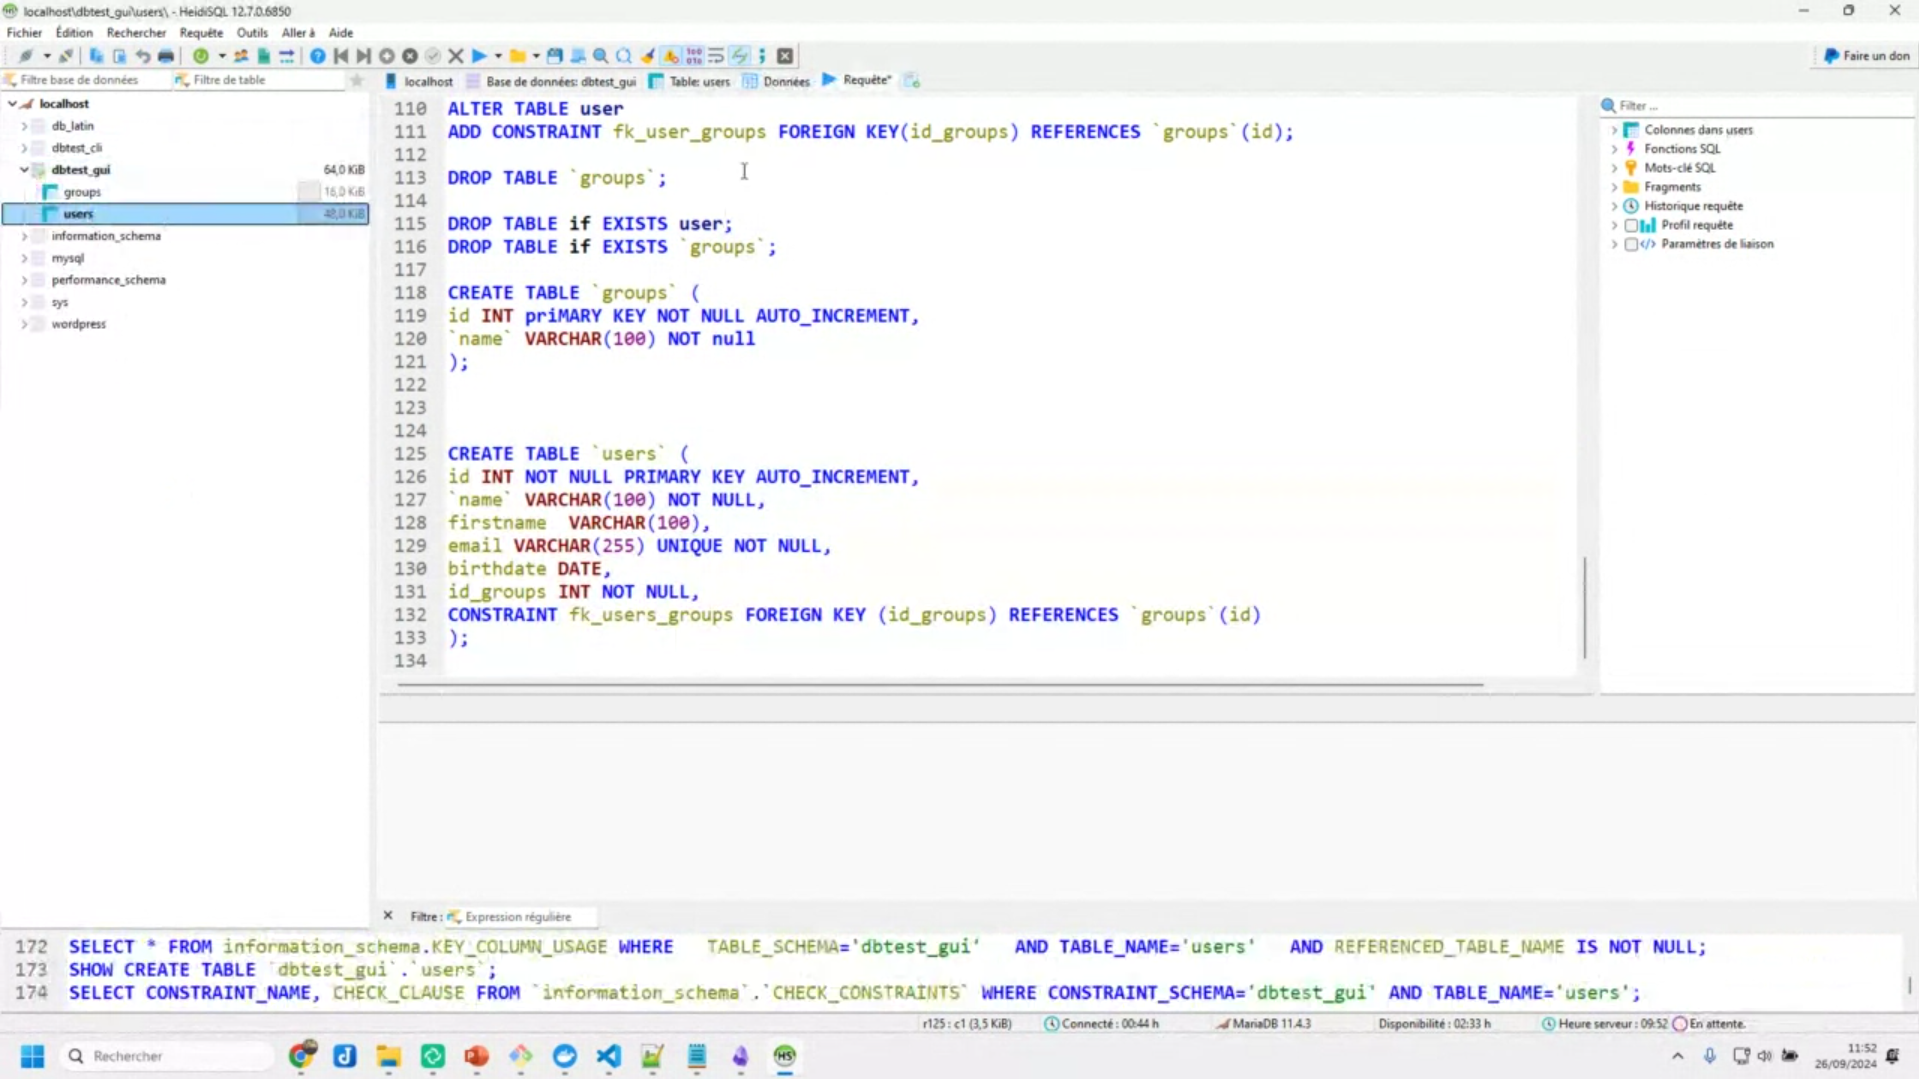 localhost\dbtest_gui\users\ - HeidiSQL 12.7.0.6850
Fichier Édition Rechercher Requête Outils Aller à Aide
Faire un don
Filtre base de données Filtre de table
localhost Base de données: dbtest_gui Table: users Données Requête*
localhost
db_latin
dbtest_cli
dbtest_gui 64,0 KiB
groups 16,0 KiB
users 48,0 KiB
information_schema
mysql
performance_schema
sys
wordpress
110 ALTER TABLE user
111 ADD CONSTRAINT fk_user_groups FOREIGN KEY(id_groups) REFERENCES `groups`(id);
112
113 DROP TABLE `groups`;
114
115 DROP TABLE if EXISTS user;
116 DROP TABLE if EXISTS `groups`;
117
118 CREATE TABLE `groups` (
119 id INT priMARY KEY NOT NULL AUTO_INCREMENT,
120 `name` VARCHAR(100) NOT null
121 );
122
123
124
125 CREATE TABLE `users` (
126 id INT NOT NULL PRIMARY KEY AUTO_INCREMENT,
127 `name` VARCHAR(100) NOT NULL,
128 firstname VARCHAR(100),
129 email VARCHAR(255) UNIQUE NOT NULL,
130 birthdate DATE,
131 id_groups INT NOT NULL,
132 CONSTRAINT fk_users_groups FOREIGN KEY (id_groups) REFERENCES `groups`(id)
133 );
134
Filter ...
Colonnes dans users
Fonctions SQL
Mots-clé SQL
Fragments
Historique requête
Profil requête
Paramètres de liaison
Filtre : Expression régulière
172 SELECT * FROM information_schema.KEY_COLUMN_USAGE WHERE TABLE_SCHEMA='dbtest_gui' AND TABLE_NAME='users' AND REFERENCED_TABLE_NAME IS NOT NULL;
173 SHOW CREATE TABLE `dbtest_gui`.`users`;
174 SELECT CONSTRAINT_NAME, CHECK_CLAUSE FROM `information_schema`.`CHECK_CONSTRAINTS` WHERE CONSTRAINT_SCHEMA='dbtest_gui' AND TABLE_NAME='users';
r125 : c1 (3,5 KiB) Connecté : 00:44 h MariaDB 11.4.3 Disponibilité : 02:33 h Heure serveur : 09:52 En attente.
Rechercher
11:52
26/09/2024